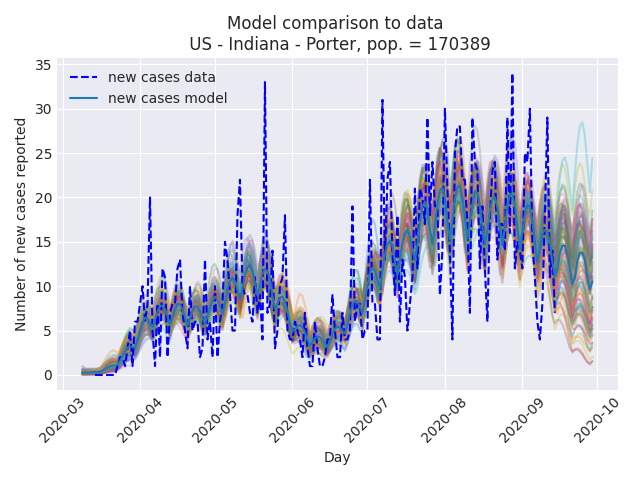 Model comparison to data
US - Indiana - Porter, pop. = 170389
new cases data
new cases model
Number of new cases reported
35
30
25
20
15
10
5
0
2020-03
2020-04
2020-05
2020-06
2020-07
2020-08
2020-09
2020-10
Day